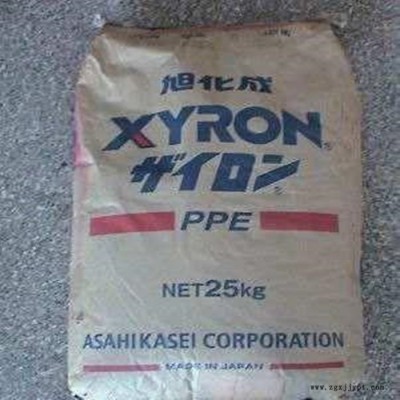 旭化成
XYRON®
ザイロン®
PPE
NET25kg
ASAHIKASEI CORPORATION
MADE IN JAPAN